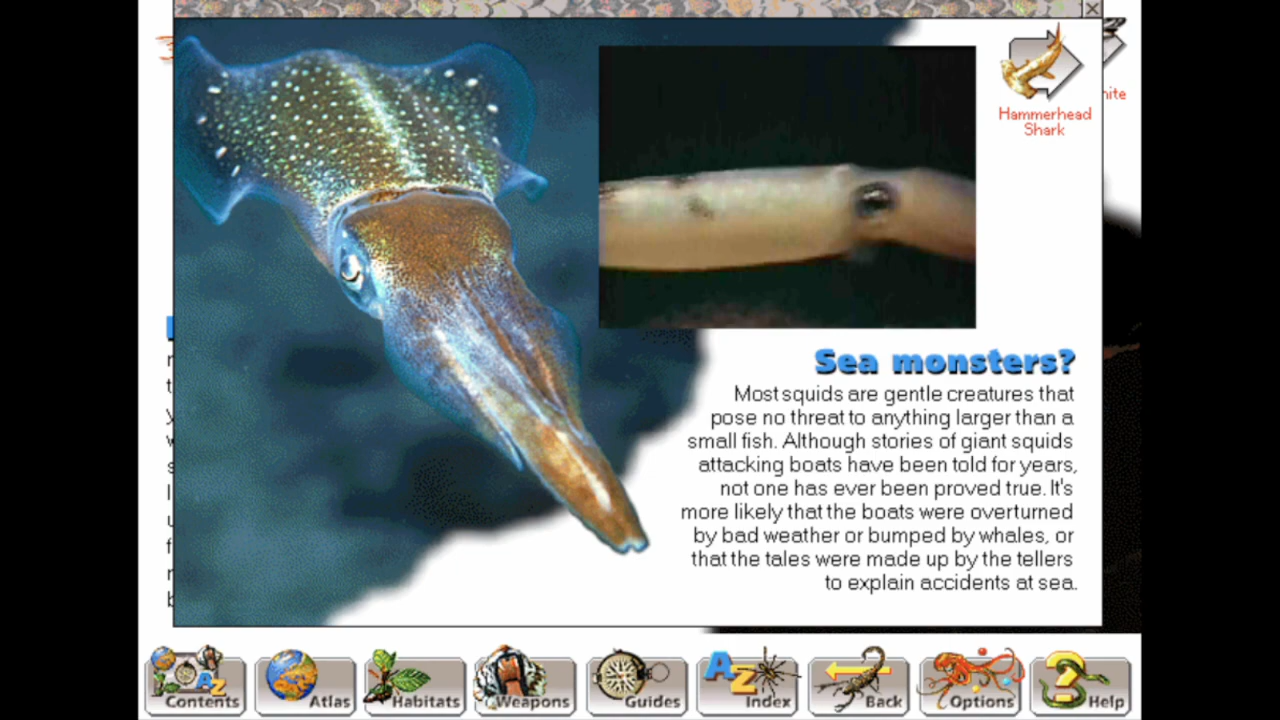 Hammerhead
Shark
nite
Sea monsters?
Most squids are gentle creatures that
pose no threat to anything larger than a
small fish. Although stories of giant squids
attacking boats have been told for years,
not one has ever been proved true. It's
more likely that the boats were overturned
by bad weather or bumped by whales, or
that the tales were made up by the tellers
to explain accidents at sea.
Contents
Atlas
Habitats
Weapons
Guides
AZ
Index
Back
Options
?
Help